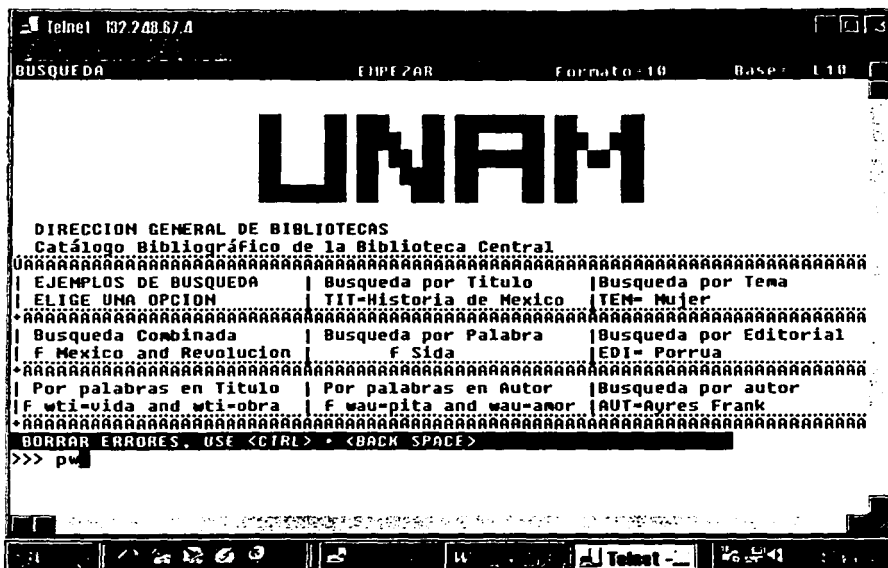 Telnet 132.248.67.4
BUSQUEDA EMPEZAR Formato=10 Base= L10
UNAM
DIRECCION GENERAL DE BIBLIOTECAS
Catálogo Bibliográfico de la Biblioteca Central
| EJEMPLOS DE BUSQUEDA | Busqueda por Titulo |Busqueda por Tema
| ELIGE UNA OPCION | TIT=Historia de Mexico |TEM= Mujer
| Busqueda Combinada | Busqueda por Palabra |Busqueda por Editorial
| f Mexico and Revolucion | f Sida |EDI= Porrua
| Por palabras en Titulo | Por palabras en Autor |Busqueda por autor
|f wti=vida and wti=obra | f wau=pita and wau=amor |AUT=Ayres Frank
BORRAR ERRORES, USE <CTRL> + <BACK SPACE>
>>> pw
Telnet -